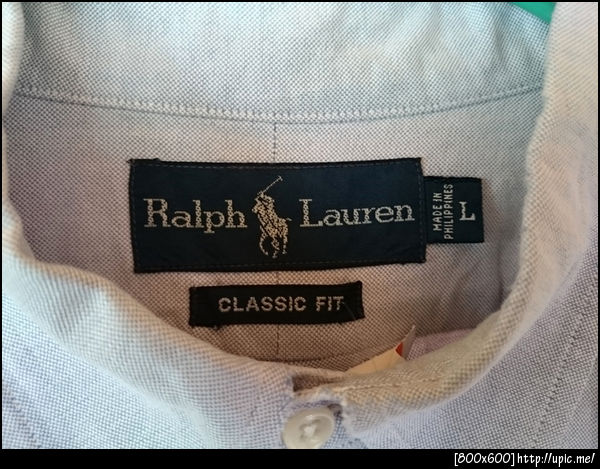 Ralph Lauren
MADE IN
PHILIPPINES
L
CLASSIC FIT
[800x600] http://upic.me/